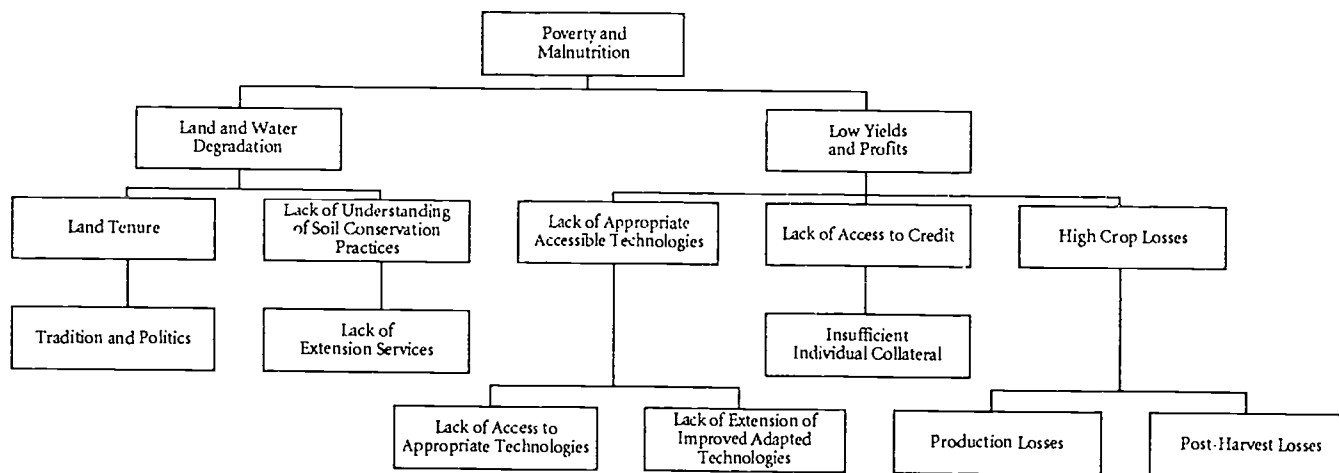 Poverty and
Malnutrition
Land and Water
Degradation
Low Yields
and Profits
Land Tenure
Lack of Understanding
of Soil Conservation
Practices
Lack of Appropriate
Accessible Technologies
Lack of Access to Credit
High Crop Losses
Tradition and Politics
Lack of
Extension Services
Insufficient
Individual Collateral
Lack of Access to
Appropriate Technologies
Lack of Extension of
Improved Adapted
Technologies
Production Losses
Post-Harvest Losses